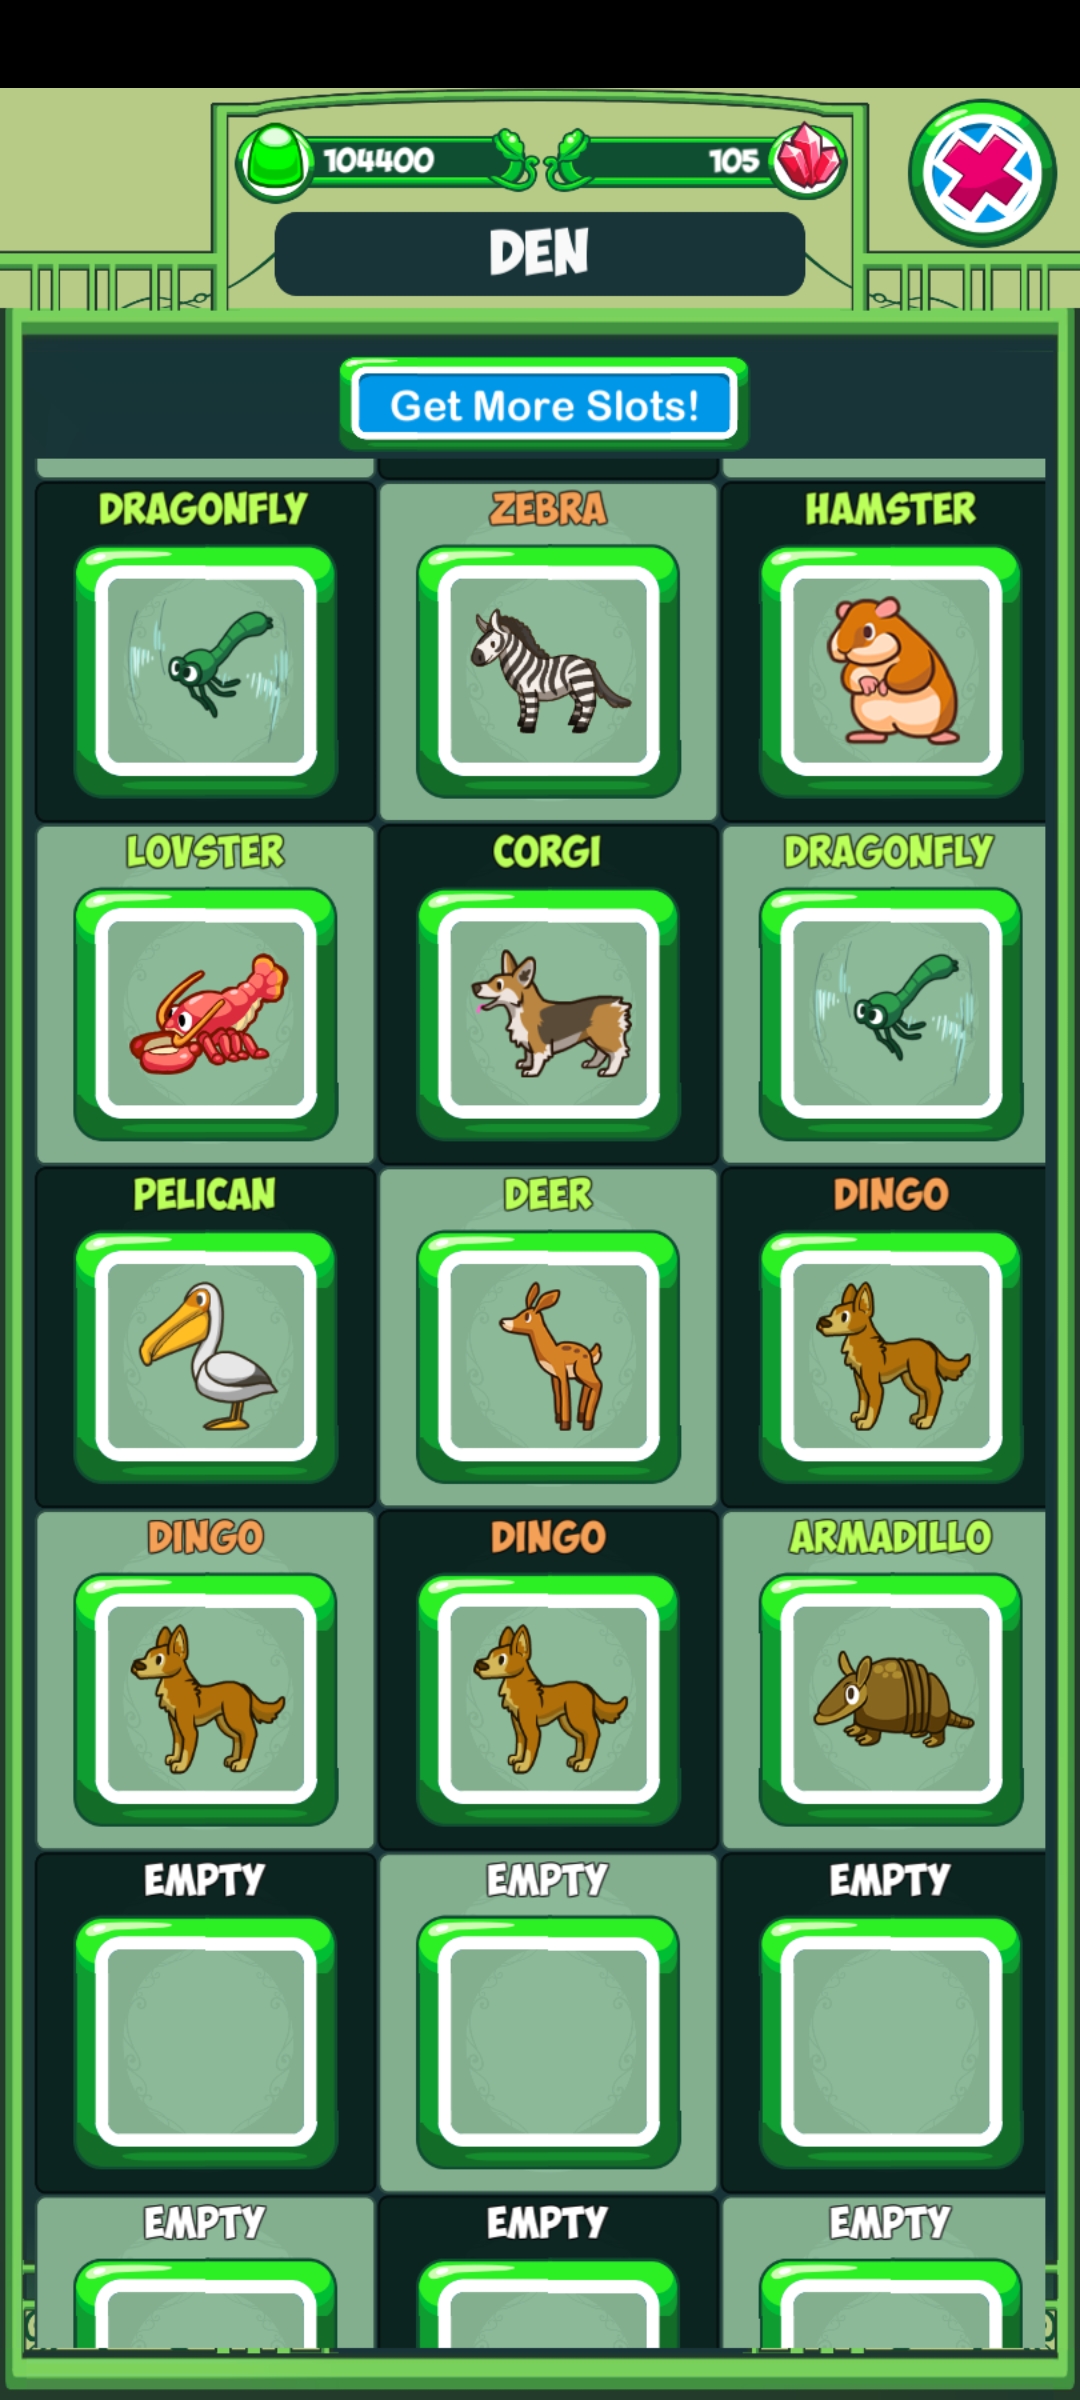 104400
105
DEN
Get More Slots!
DRAGONFLY
ZEBRA
HAMSTER
LOVSTER
CORGI
DRAGONFLY
PELICAN
DEER
DINGO
DINGO
DINGO
ARMADILLO
EMPTY
EMPTY
EMPTY
EMPTY
EMPTY
EMPTY